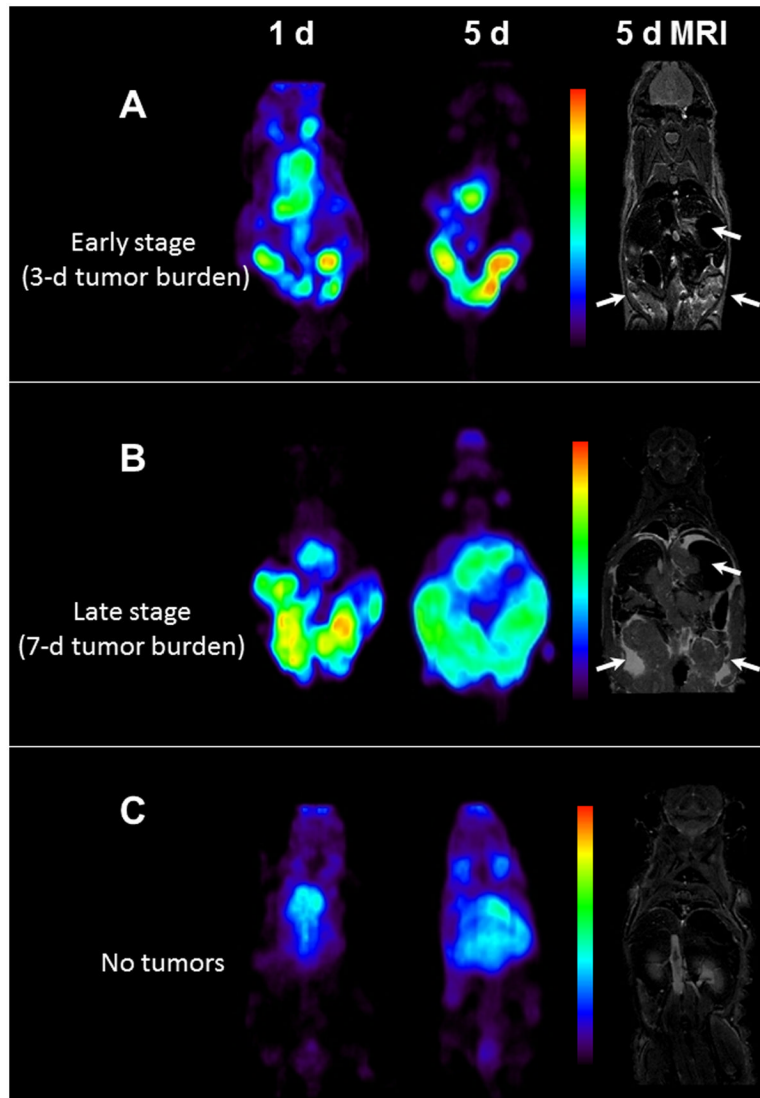 1 d 5 d 5 d MRI
A
Early stage
(3-d tumor burden)
B
Late stage
(7-d tumor burden)
C
No tumors